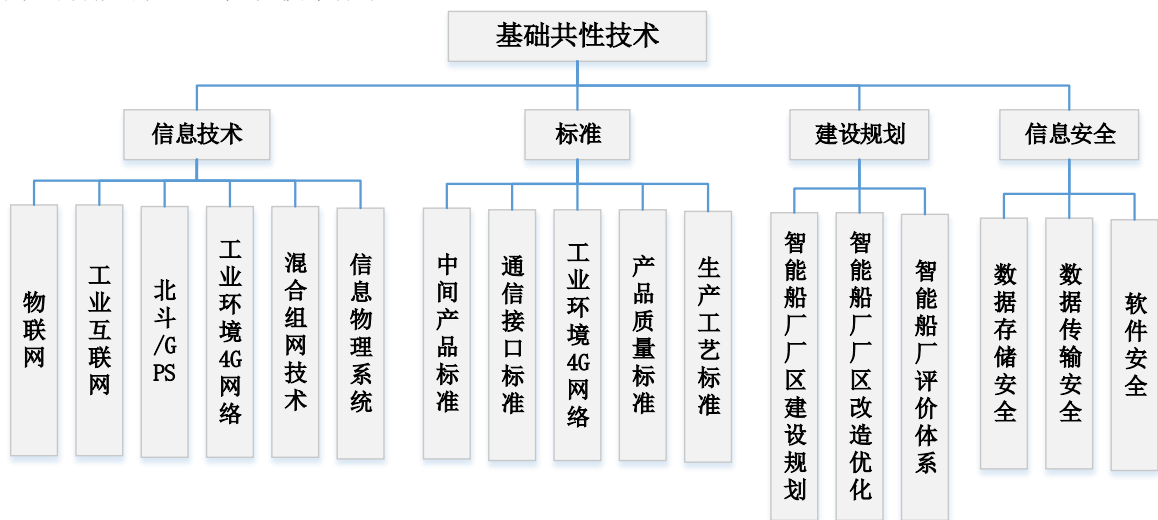 基础共性技术
信息技术
标准
建设规划
信息安全
物联网
工业互联网
北斗/GPS
工业环境4G网络
混合组网技术
信息物理系统
中间产品标准
通信接口标准
工业环境4G网络
产品质量标准
生产工艺标准
智能船厂厂区建设规划
智能船厂厂区改造优化
智能船厂评价体系
数据存储安全
数据传输安全
软件安全